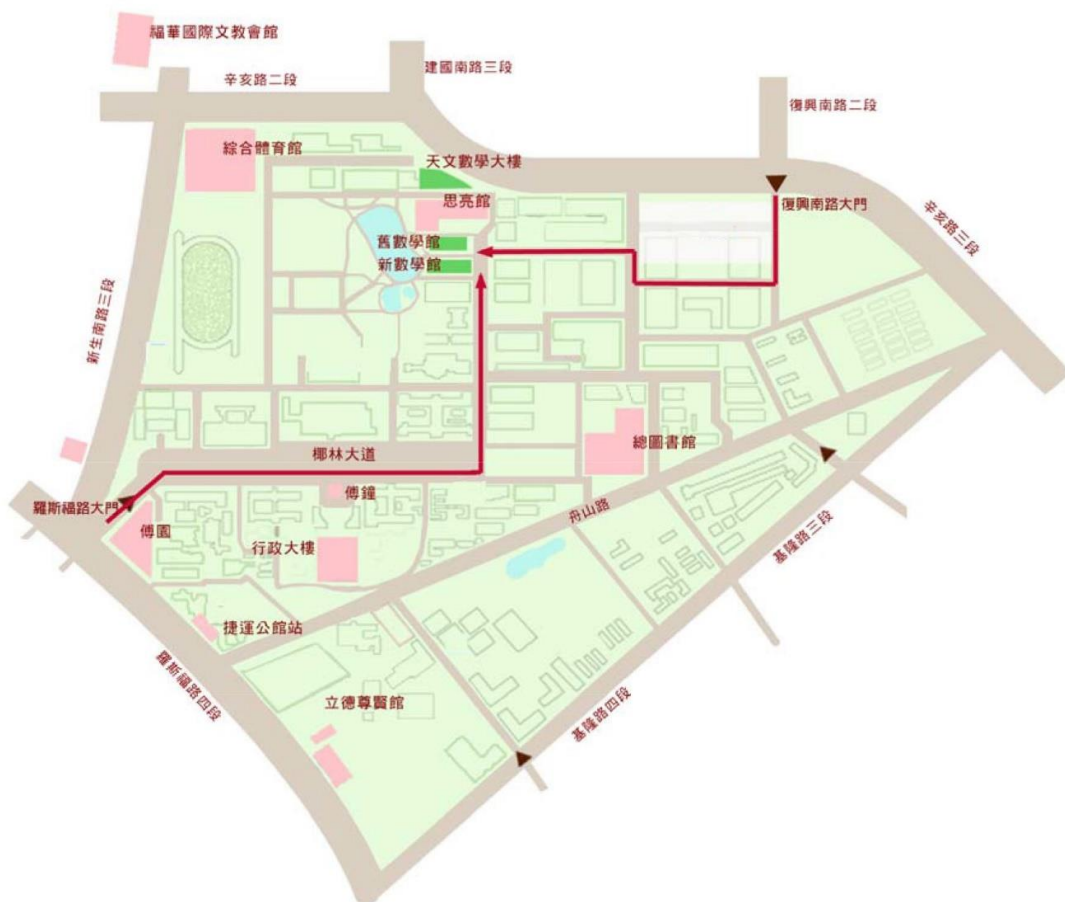 福華國際文教會館
辛亥路二段
建國南路三段
復興南路二段
綜合體育館
天文數學大樓
思亮館
復興南路大門
辛亥路三段
舊數學館
新數學館
新生南路三段
椰林大道
總圖書館
羅斯福路大門
傅園
傅鐘
舟山路
行政大樓
基隆路三段
捷運公館站
羅斯福路四段
立德尊賢館
基隆路四段